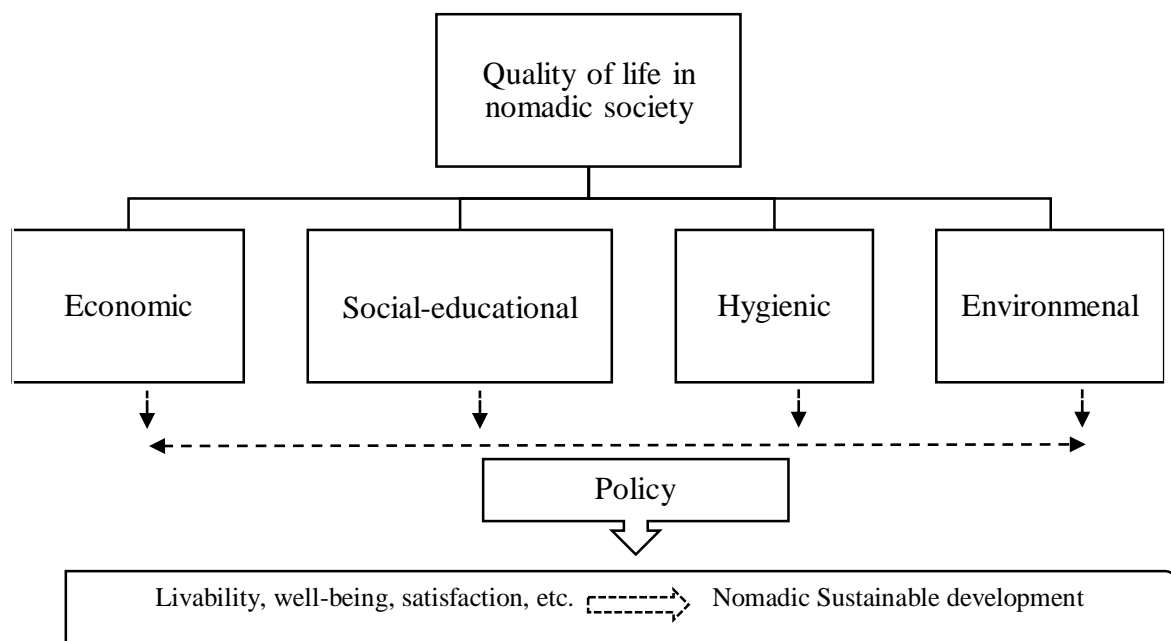 Quality of life in
nomadic society
Economic
Social-educational
Hygienic
Environmenal
Policy
Livability, well-being, satisfaction, etc.
Nomadic Sustainable development